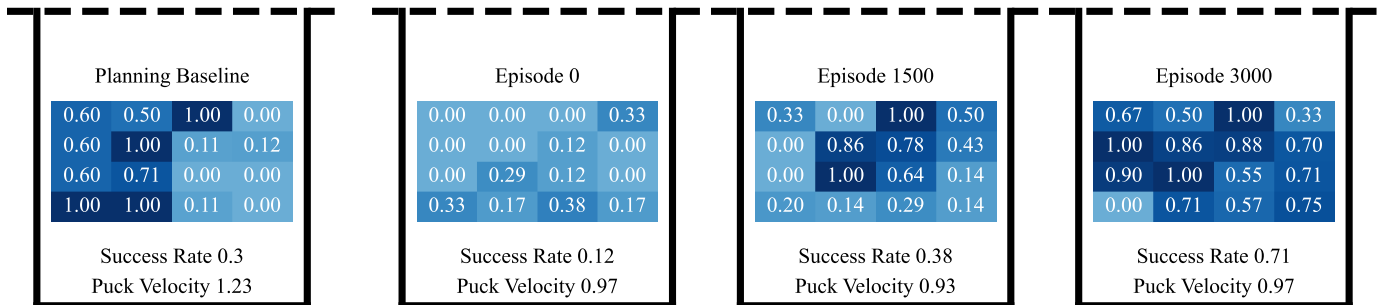 Planning Baseline
0.60 0.50 1.00 0.00
0.60 1.00 0.11 0.12
0.60 0.71 0.00 0.00
1.00 1.00 0.11 0.00
Success Rate 0.3
Puck Velocity 1.23
Episode 0
0.00 0.00 0.00 0.33
0.00 0.00 0.12 0.00
0.00 0.29 0.12 0.00
0.33 0.17 0.38 0.17
Success Rate 0.12
Puck Velocity 0.97
Episode 1500
0.33 0.00 1.00 0.50
0.00 0.86 0.78 0.43
0.00 1.00 0.64 0.14
0.20 0.14 0.29 0.14
Success Rate 0.38
Puck Velocity 0.93
Episode 3000
0.67 0.50 1.00 0.33
1.00 0.86 0.88 0.70
0.90 1.00 0.55 0.71
0.00 0.71 0.57 0.75
Success Rate 0.71
Puck Velocity 0.97